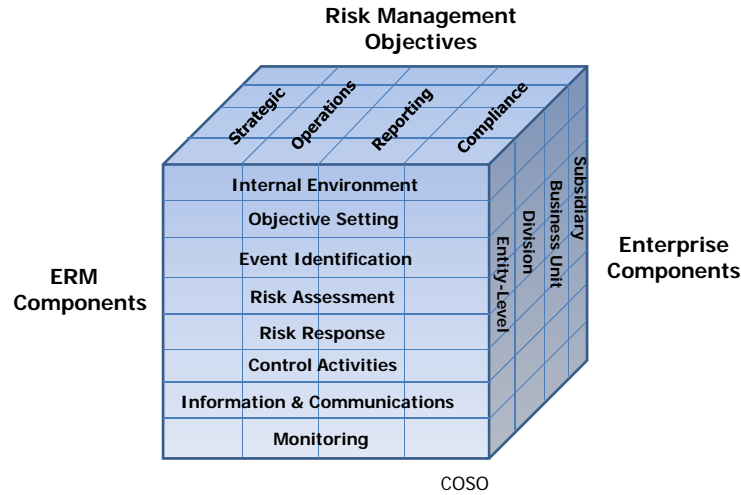 Risk Management
Objectives
Strategic
Operations
Reporting
Compliance
Internal Environment
Objective Setting
Event Identification
Risk Assessment
Risk Response
Control Activities
Information & Communications
Monitoring
ERM
Components
Entity-Level
Division
Business Unit
Subsidiary
Enterprise
Components
COSO